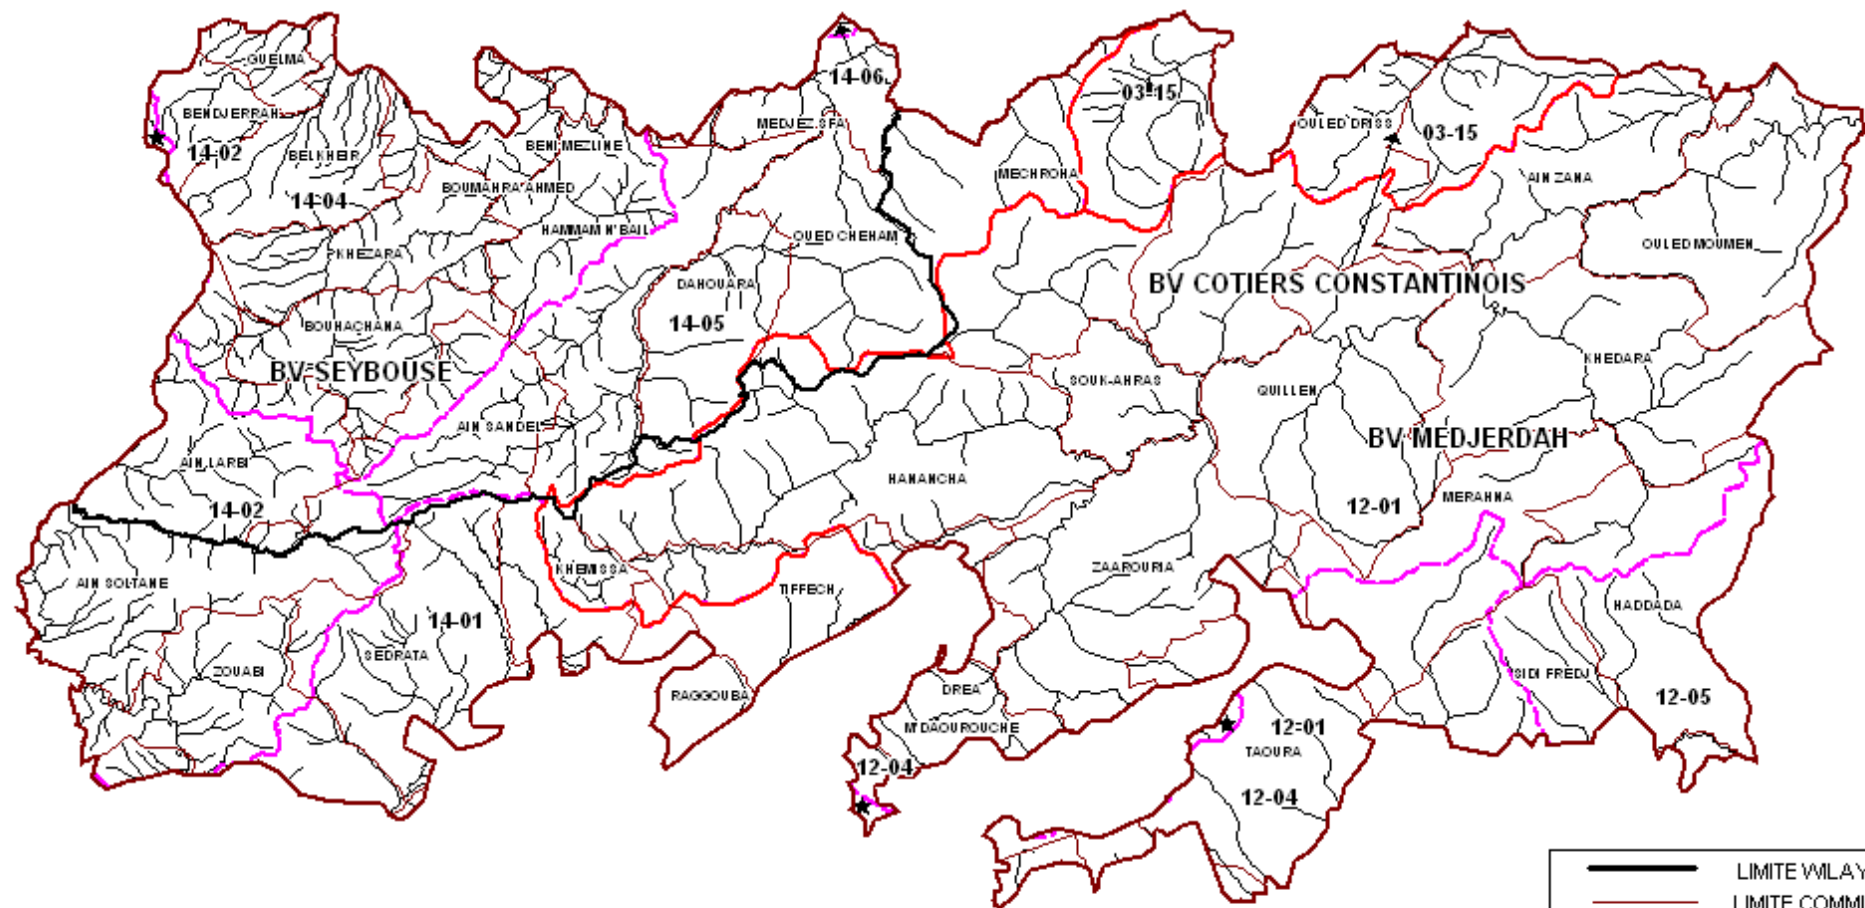 GUELMA
14-06
03-15
BENDJERRAH
MEDJEZ SFA
OULED DRISS
03-15
14-02
BELKHEIR
BENI MEZLINE
MECHROHA
AIN ZANA
BOUMAHRA AHMED
14-04
HAMMAM N'BAIL
OUED CHEHAM
OULED MOUMEN
KHEZARA
DAHOUARA
BV COTIERS CONSTANTINOIS
BOUHACHANA
14-05
BV SEYBOUSE
SOUK-AHRAS
QUILLEN
KHEDARA
AIN SANDEL
BV MEDJERDAH
AIN LARBI
HANANCHA
MERAHNA
14-02
12-01
AIN SOLTANE
KHEMISSA
TIFFECH
ZAAROURIA
HADDADA
14-01
SEDRATA
ZOUABI
RAGGOUBA
DREA
SIDI FREDJ
12-05
M'DAOUROUCHE
12-01
TAOURA
12-04
12-04
LIMITE WILAY
LIMITE COMMU